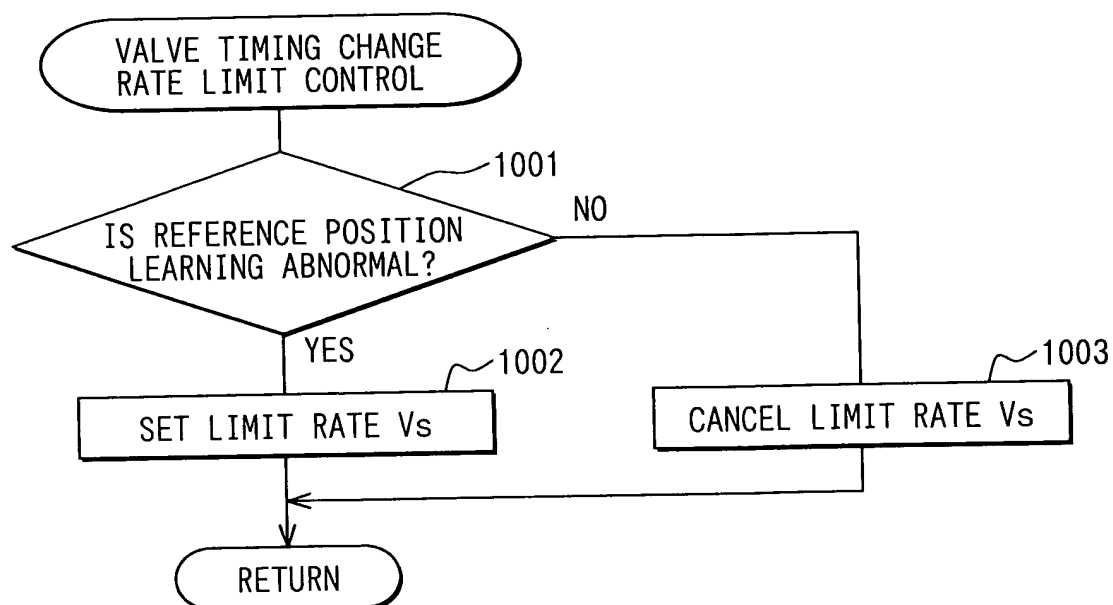 VALVE TIMING CHANGE
RATE LIMIT CONTROL
1001
IS REFERENCE POSITION
LEARNING ABNORMAL?
NO
YES
1002
SET LIMIT RATE Vs
1003
CANCEL LIMIT RATE Vs
RETURN